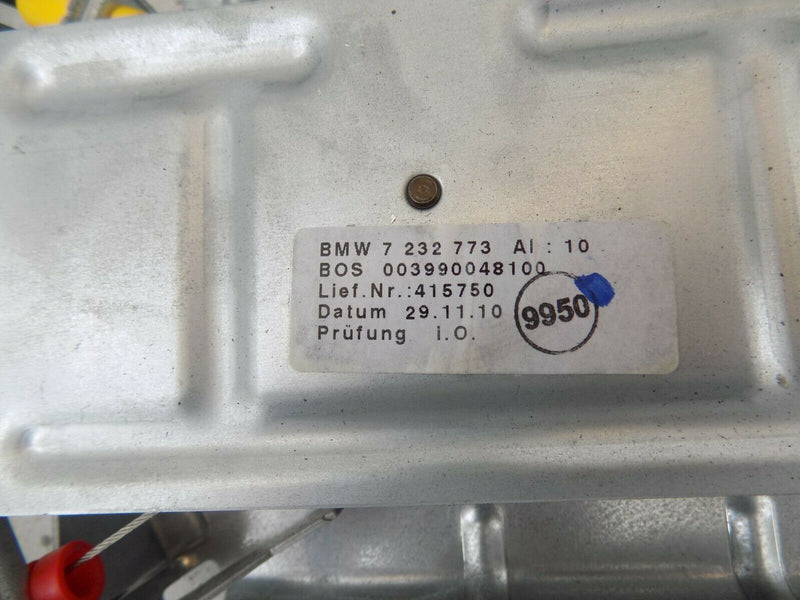 BMW 7 232 773 AI : 10
BOS 003990048100
Lief.Nr.:415750
Datum 29.11.10
9950
Prüfung i.O.